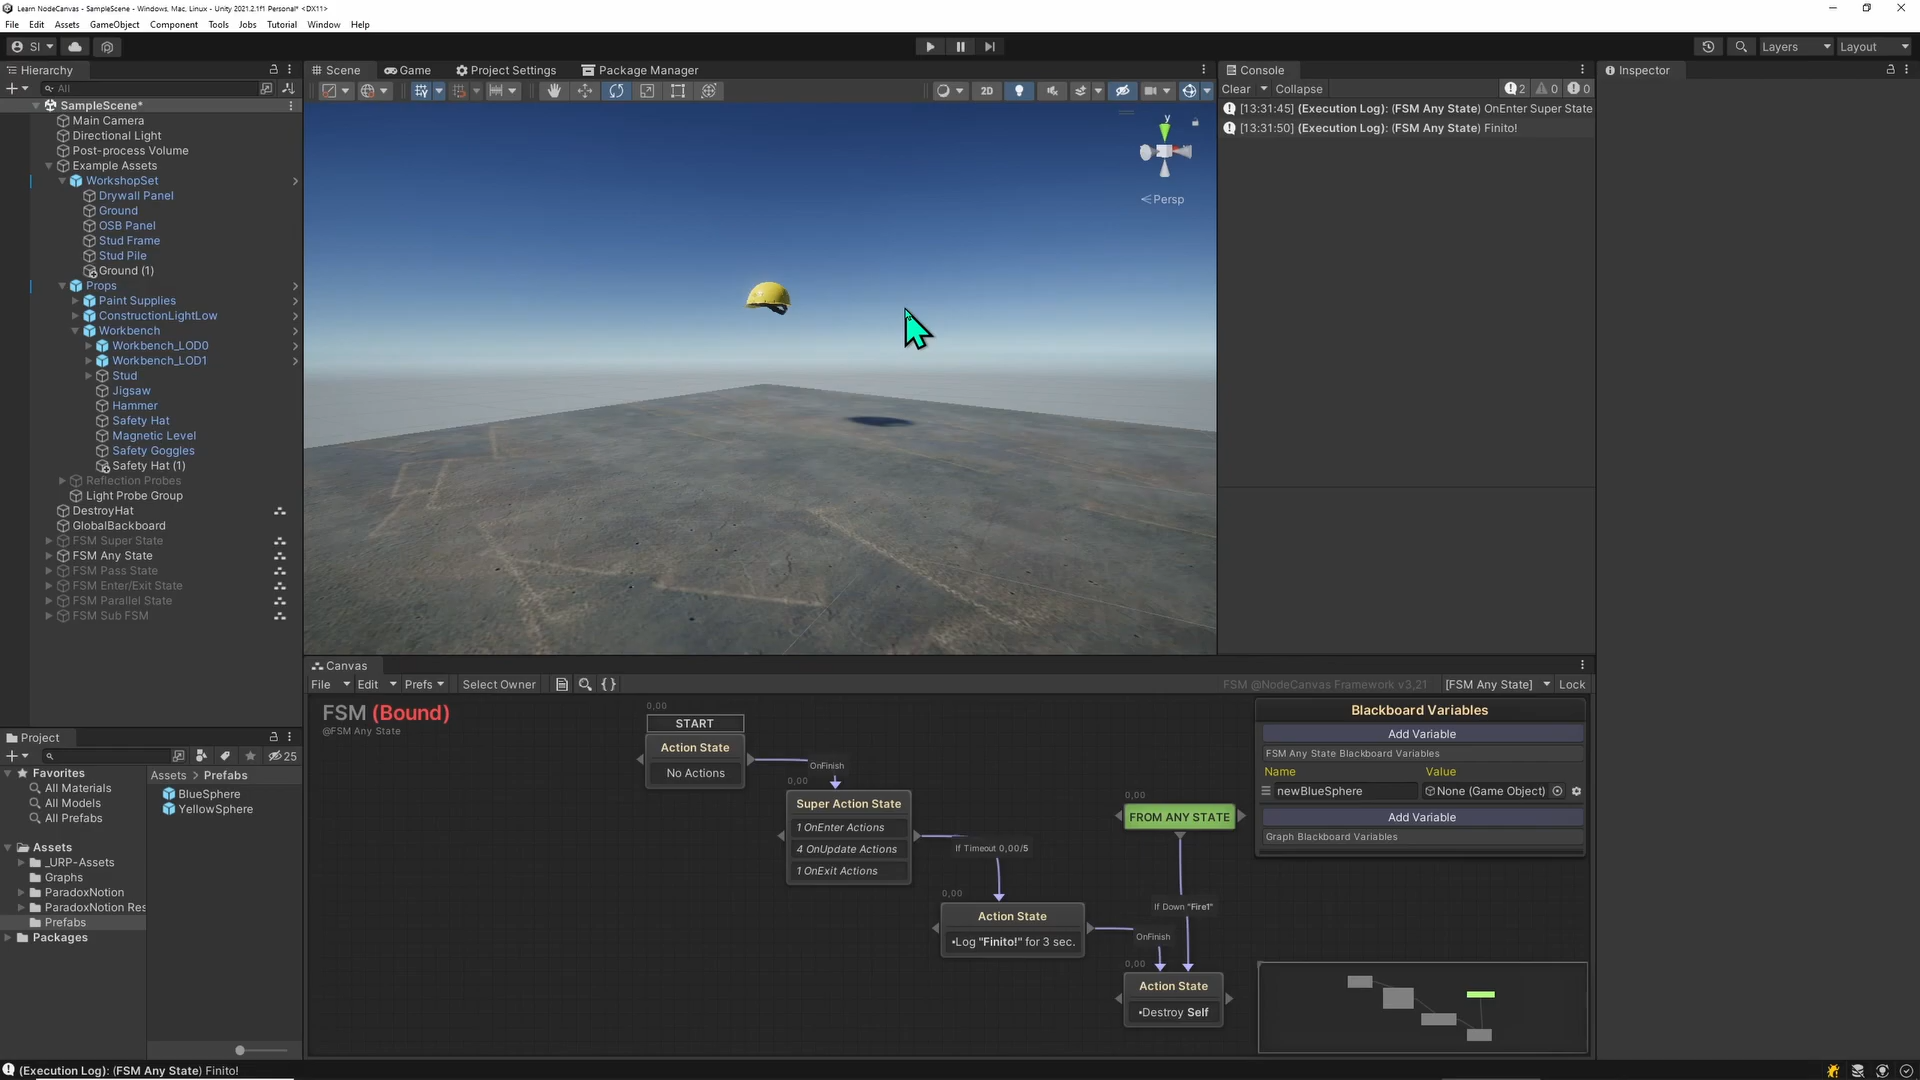 Learn NodeCanvas - SampleScene - Windows, Mac, Linux - Unity 2021.2.1f1 Personal* <DX11>
File Edit Assets GameObject Component Tools Jobs Tutorial Window Help
SI
Layers Layout
Hierarchy
All
SampleScene*
Main Camera
Directional Light
Post-process Volume
Example Assets
WorkshopSet
Drywall Panel
Ground
OSB Panel
Stud Frame
Stud Pile
Ground (1)
Props
Paint Supplies
ConstructionLightLow
Workbench
Workbench_LOD0
Workbench_LOD1
Stud
Jigsaw
Hammer
Safety Hat
Magnetic Level
Safety Goggles
Safety Hat (1)
Reflection Probes
Light Probe Group
DestroyHat
GlobalBackboard
FSM Super State
FSM Any State
FSM Pass State
FSM Enter/Exit State
FSM Parallel State
FSM Sub FSM
Scene Game Project Settings Package Manager
2D
y
Persp
Console
Clear Collapse 2 0 0
[13:31:45] (Execution Log): (FSM Any State) OnEnter Super State
[13:31:50] (Execution Log): (FSM Any State) Finito!
Inspector
Project
25
Favorites
All Materials
All Models
All Prefabs
Assets
_URP-Assets
Graphs
ParadoxNotion
ParadoxNotion Res
Prefabs
Packages
Assets > Prefabs
BlueSphere
YellowSphere
Canvas
File Edit Prefs Select Owner
FSM @NodeCanvas Framework v3,21 [FSM Any State] Lock
FSM (Bound)
@FSM Any State
0,00
START
Action State
No Actions
OnFinish
0,00
Super Action State
1 OnEnter Actions
4 OnUpdate Actions
1 OnExit Actions
If Timeout 0,00/5
0,00
Action State
•Log "Finito!" for 3 sec.
OnFinish
0,00
FROM ANY STATE
If Down "Fire1"
0,00
Action State
•Destroy Self
Blackboard Variables
Add Variable
FSM Any State Blackboard Variables
Name Value
newBlueSphere None (Game Object)
Add Variable
Graph Blackboard Variables
(Execution Log): (FSM Any State) Finito!